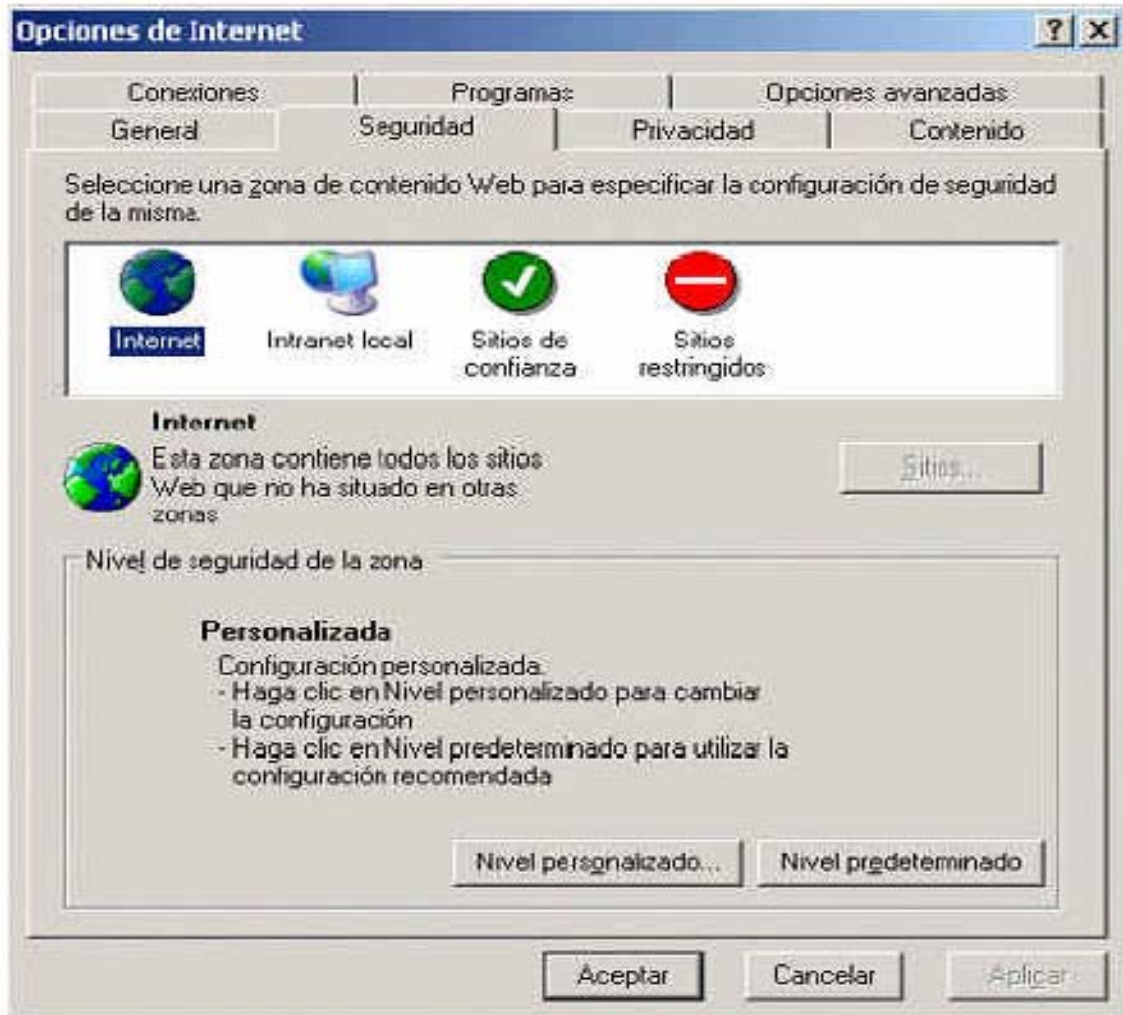 Opciones de Internet
Conexiones Programas Opciones avanzadas
General Seguridad Privacidad Contenido
Seleccione una zona de contenido Web para especificar la configuración de seguridad
de la misma.
Internet Intranet local Sitios de confianza Sitios restringidos
Internet
Esta zona contiene todos los sitios
Web que no ha situado en otras
zonas
Sitios...
Nivel de seguridad de la zona
Personalizada
Configuración personalizada.
- Haga clic en Nivel personalizado para cambiar
la configuración
- Haga clic en Nivel predeterminado para utilizar la
configuración recomendada
Nivel personalizado... Nivel predeterminado
Aceptar Cancelar Aplicar